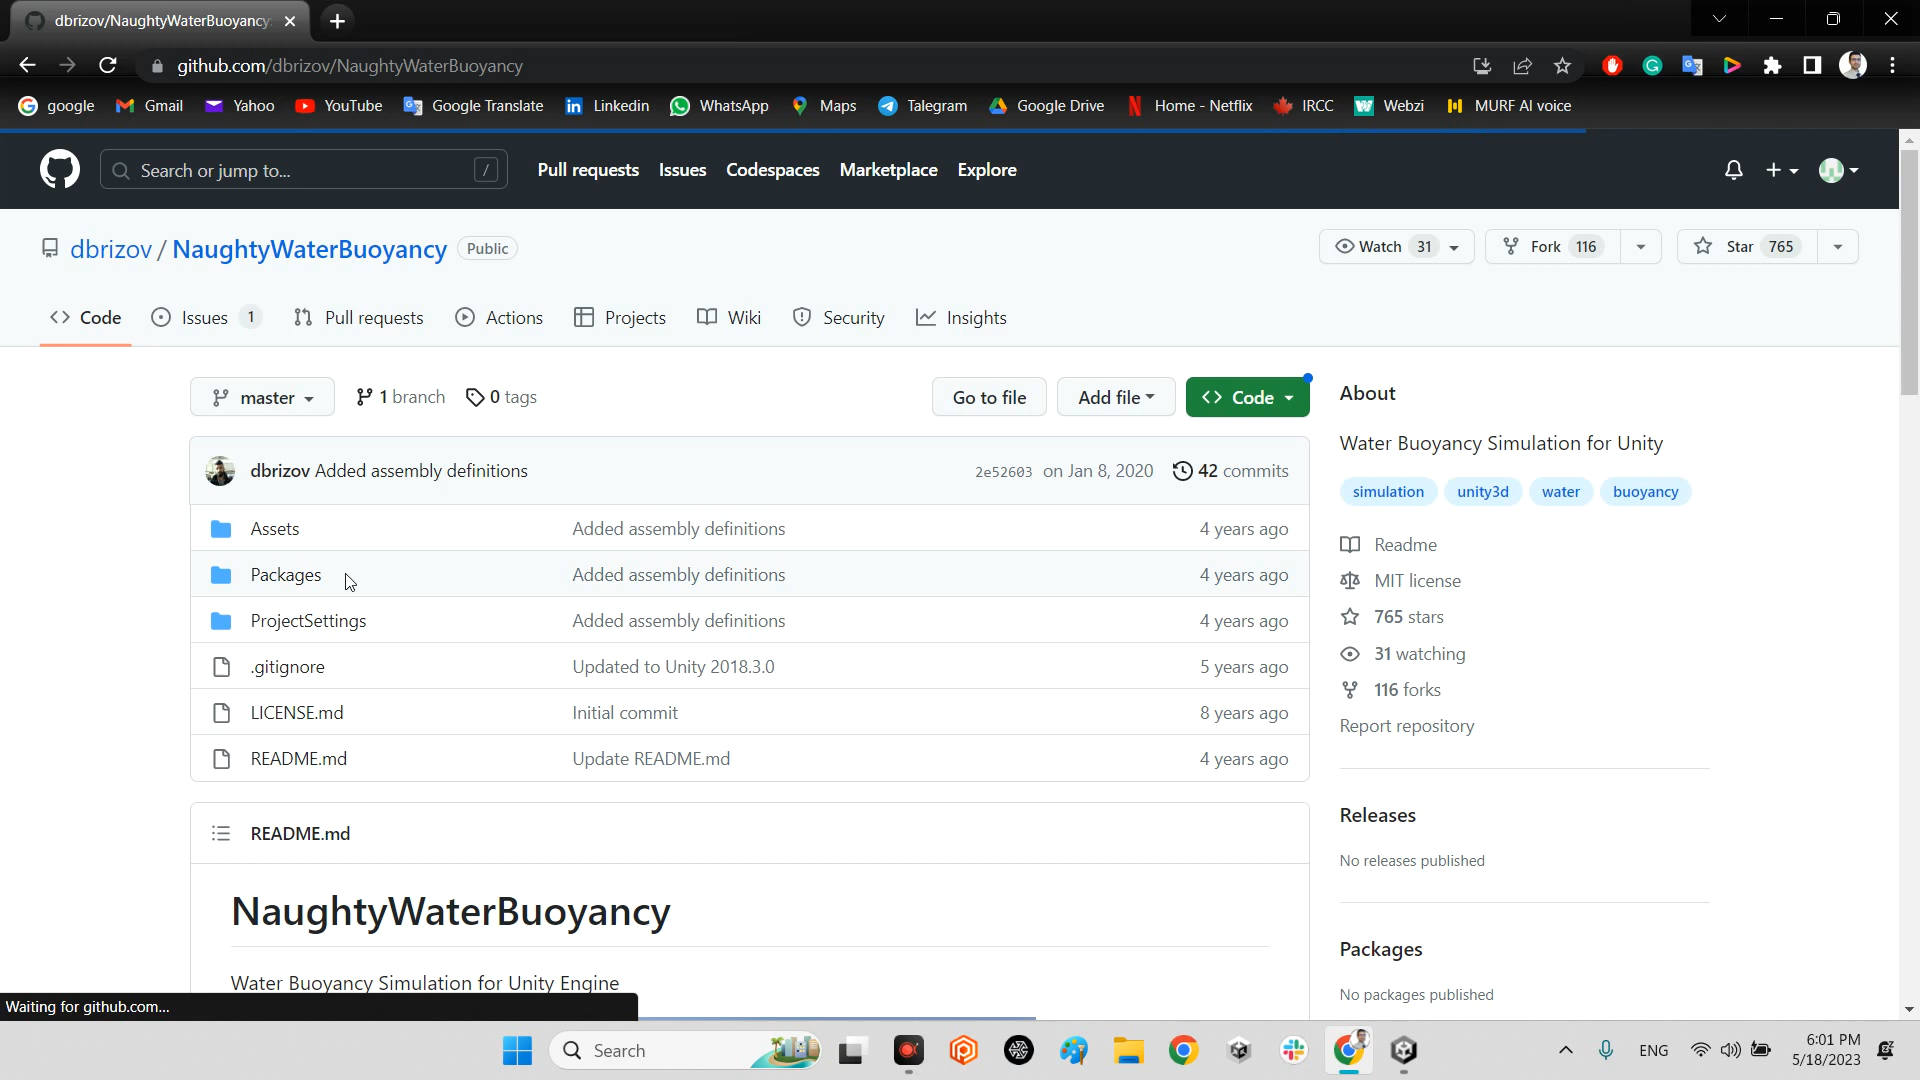 dbrizov/NaughtyWaterBuoyancy:
github.com/dbrizov/NaughtyWaterBuoyancy
google Gmail Yahoo YouTube Google Translate Linkedin WhatsApp Maps Telegram Google Drive Home - Netflix IRCC Webzi MURF AI voice
Search or jump to... / Pull requests Issues Codespaces Marketplace Explore
dbrizov / NaughtyWaterBuoyancy Public Watch 31 Fork 116 Star 765
Code Issues 1 Pull requests Actions Projects Wiki Security Insights
master 1 branch 0 tags Go to file Add file Code
dbrizov Added assembly definitions 2e52603 on Jan 8, 2020 42 commits
Assets Added assembly definitions 4 years ago
Packages Added assembly definitions 4 years ago
ProjectSettings Added assembly definitions 4 years ago
.gitignore Updated to Unity 2018.3.0 5 years ago
LICENSE.md Initial commit 8 years ago
README.md Update README.md 4 years ago
README.md
NaughtyWaterBuoyancy
Water Buoyancy Simulation for Unity Engine
About
Water Buoyancy Simulation for Unity
simulation unity3d water buoyancy
Readme
MIT license
765 stars
31 watching
116 forks
Report repository
Releases
No releases published
Packages
No packages published
Waiting for github.com...
Search
ENG
6:01 PM
5/18/2023